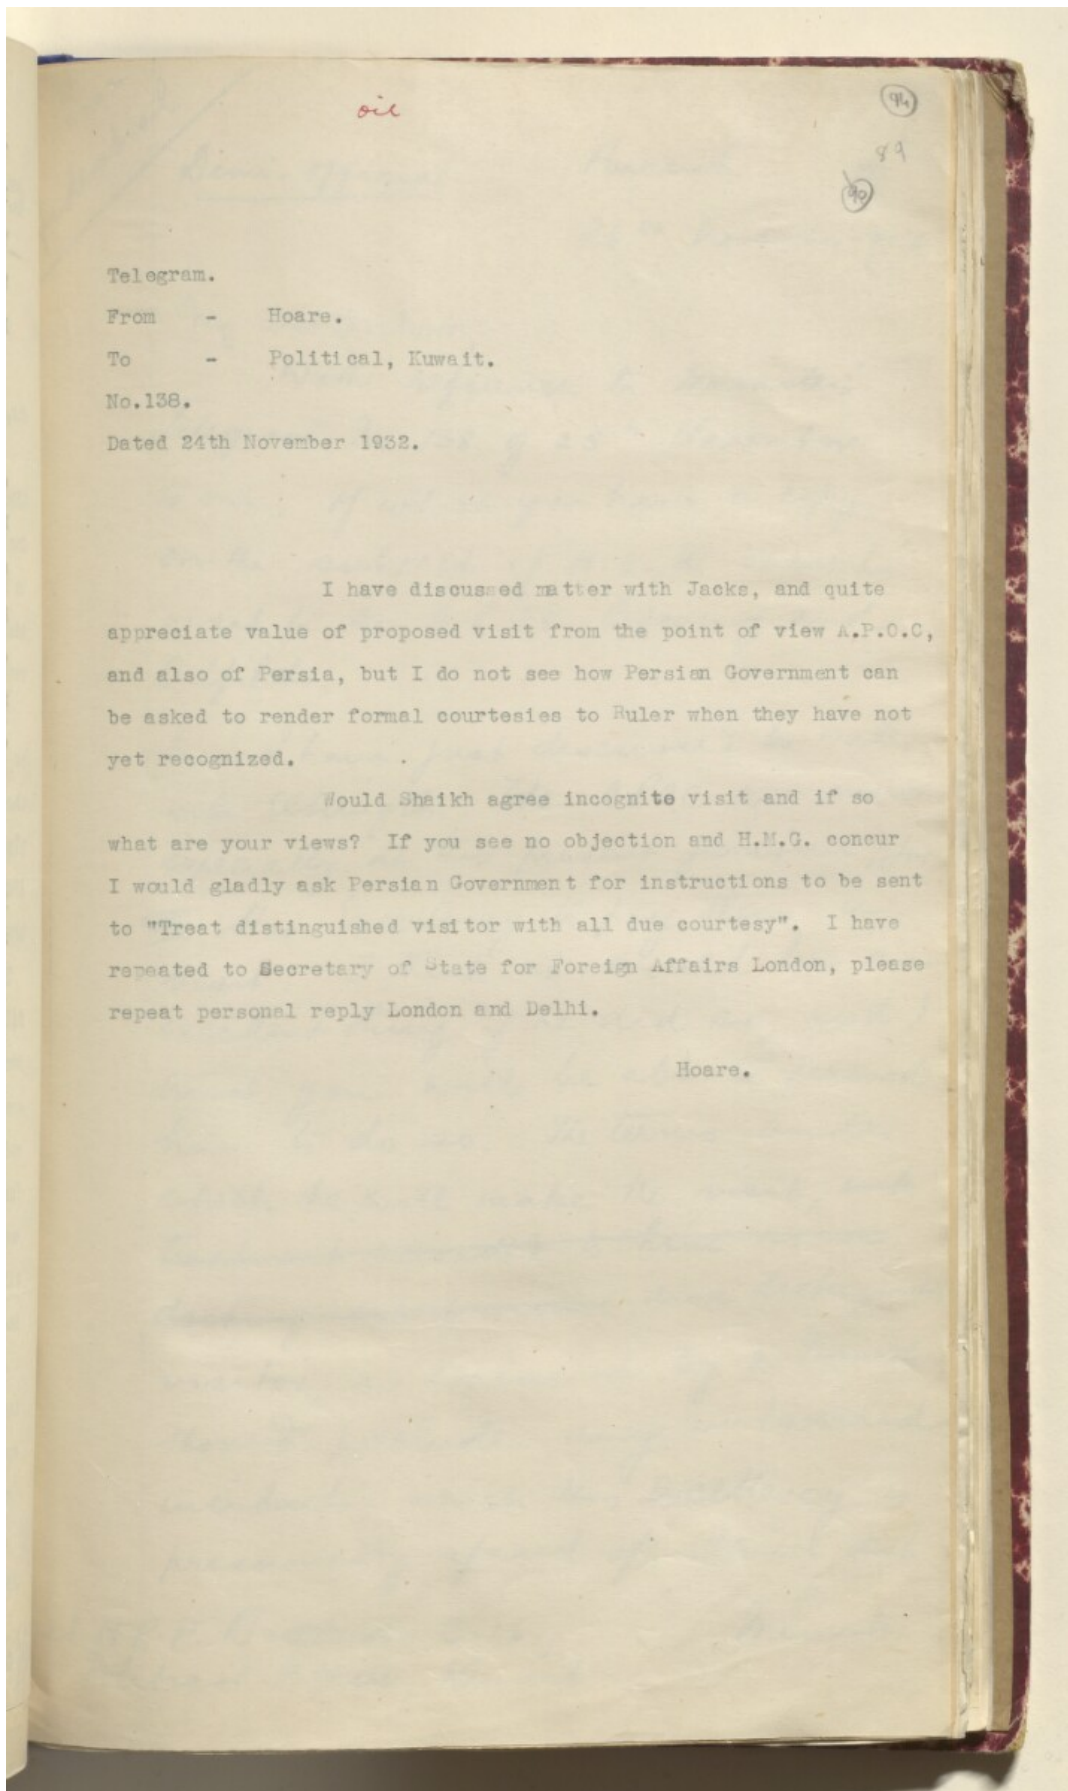 oil
94
89
90
Telegram.
From - Hoare.
To - Political, Kuwait.
No.138.
Dated 24th November 1932.
I have discussed matter with Jacks, and quite
appreciate value of proposed visit from the point of view A.P.O.C,
and also of Persia, but I do not see how Persian Government can
be asked to render formal courtesies to Ruler when they have not
yet recognized.
Would Shaikh agree incognito visit and if so
what are your views? If you see no objection and H.M.G. concur
I would gladly ask Persian Government for instructions to be sent
to "Treat distinguished visitor with all due courtesy". I have
repeated to Secretary of State for Foreign Affairs London, please
repeat personal reply London and Delhi.
Hoare.